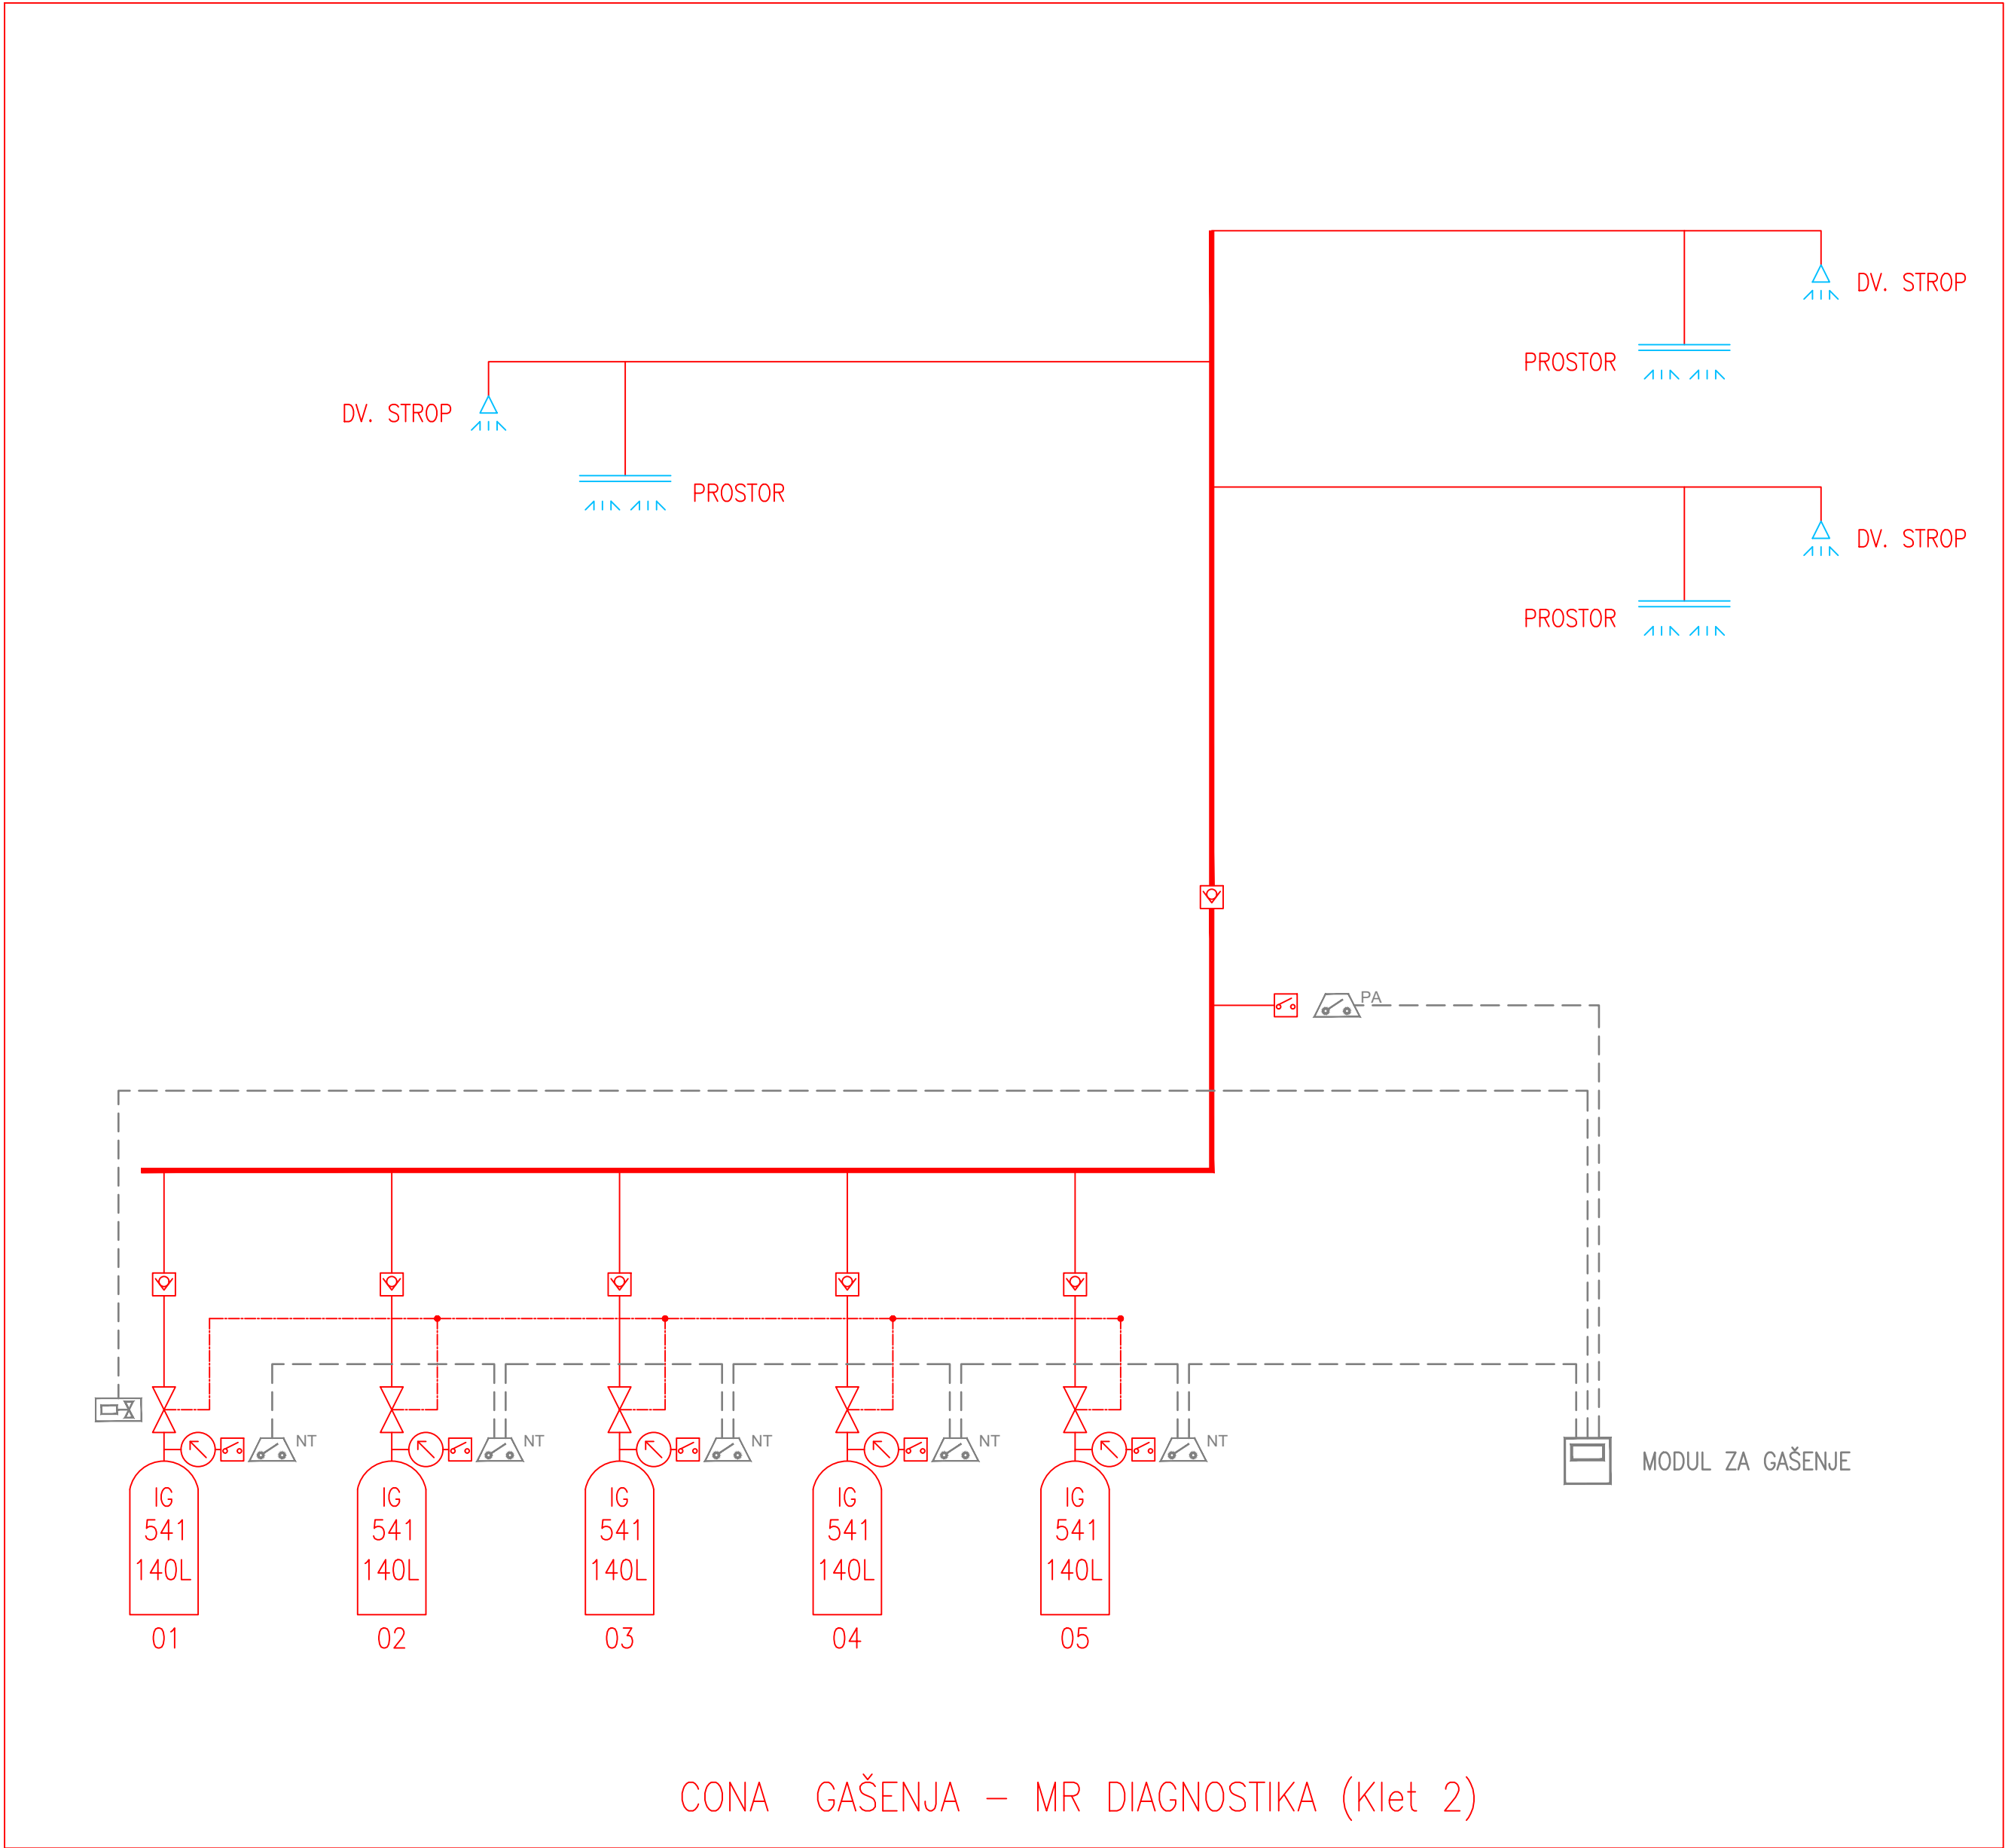 DV. STROP
PROSTOR
DV. STROP
PROSTOR
DV. STROP
PROSTOR
PA
NT
NT
NT
NT
NT
MODUL ZA GAŠENJE
IG
541
140L
01
IG
541
140L
02
IG
541
140L
03
IG
541
140L
04
IG
541
140L
05
CONA GAŠENJA – MR DIAGNOSTIKA (Klet 2)